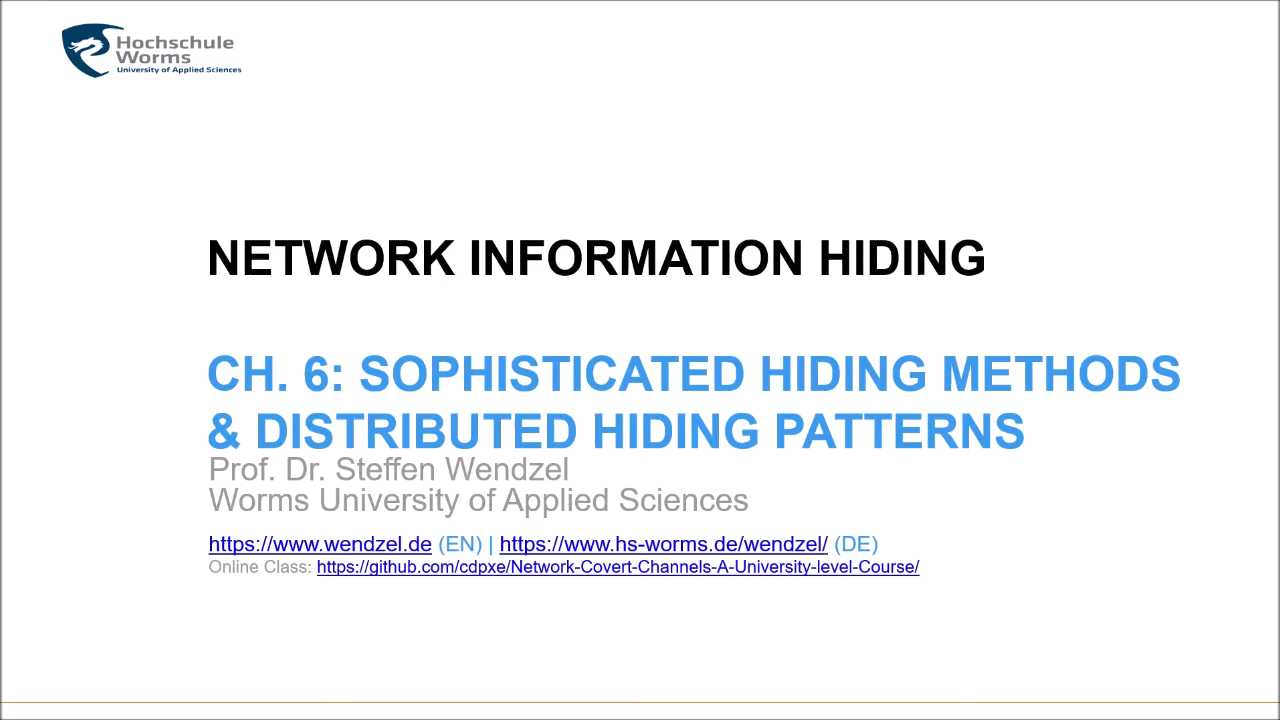 Hochschule
Worms
University of Applied Sciences
NETWORK INFORMATION HIDING
CH. 6: SOPHISTICATED HIDING METHODS
& DISTRIBUTED HIDING PATTERNS
Prof. Dr. Steffen Wendzel
Worms University of Applied Sciences
https://www.wendzel.de (EN) | https://www.hs-worms.de/wendzel/ (DE)
Online Class: https://github.com/cdpxe/Network-Covert-Channels-A-University-level-Course/